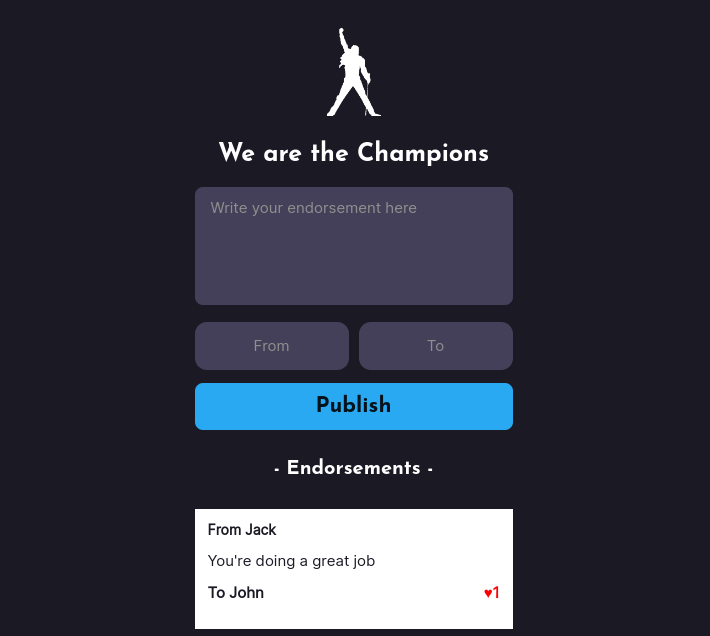 We are the Champions
Write your endorsement here
From
To
Publish
- Endorsements -
From Jack
You're doing a great job
To John
♥1